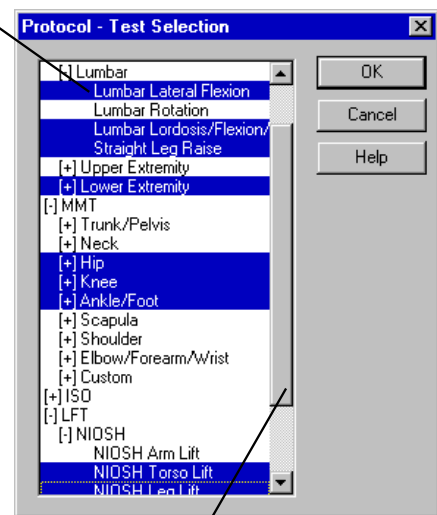 Protocol - Test Selection
[-] Lumbar
Lumbar Lateral Flexion
Lumbar Rotation
Lumbar Lordosis/Flexion/
Straight Leg Raise
[+] Upper Extremity
[+] Lower Extremity
[-] MMT
[+] Trunk/Pelvis
[+] Neck
[+] Hip
[+] Knee
[+] Ankle/Foot
[+] Scapula
[+] Shoulder
[+] Elbow/Forearm/Wrist
[+] Custom
[+] ISO
[-] LFT
[-] NIOSH
NIOSH Arm Lift
NIOSH Torso Lift
NIOSH Leg Lift
OK
Cancel
Help